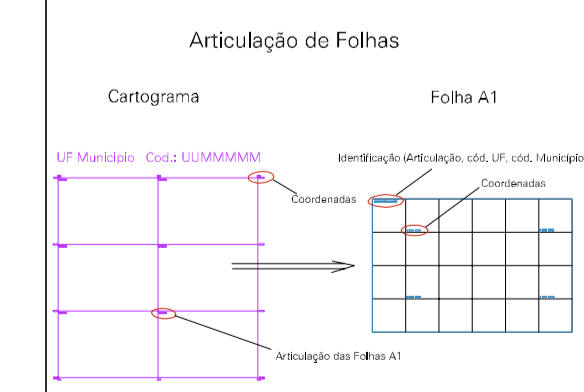 Articulação de Folhas
Cartograma
Folha A1
UF Municipio Cod.: UUMMMMM
Identificação (Articulação, cód. UF, cód. Município
Coordenadas
Coordenadas
Articulação das Folhas A1